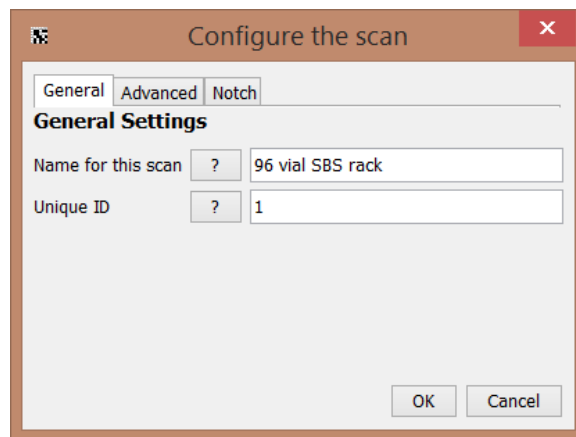 Configure the scan
X
General Advanced Notch
General Settings
Name for this scan ? 96 vial SBS rack
Unique ID ? 1
OK Cancel